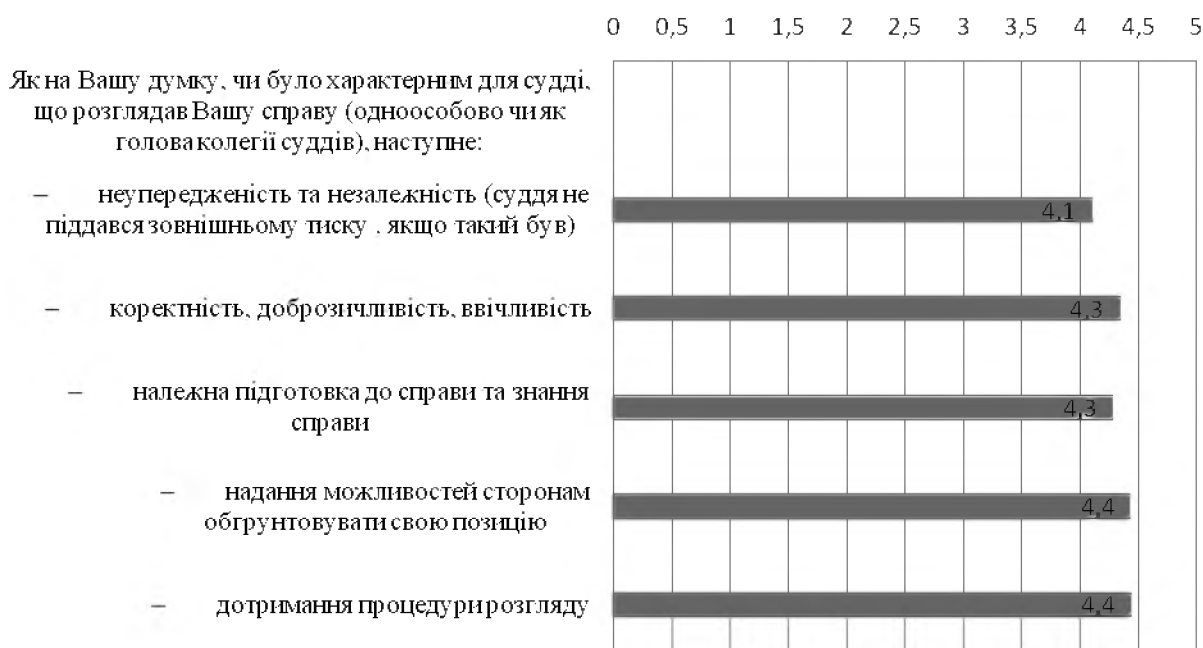 0 0,5 1 1,5 2 2,5 3 3,5 4 4,5 5
Як на Вашу думку, чи було характерним для судді,
що розглядав Вашу справу (одноособово чи як
голова колегії суддів), наступне:
– неупередженість та незалежність (суддя не
піддався зовнішньому тиску , якщо такий був)
4,1
– коректність, доброзичливість, ввічливість
4,3
– належна підготовка до справи та знання
справи
4,3
– надання можливостей сторонам
обгрунтовувати свою позицію
4,4
– дотримання процедури розгляду
4,4